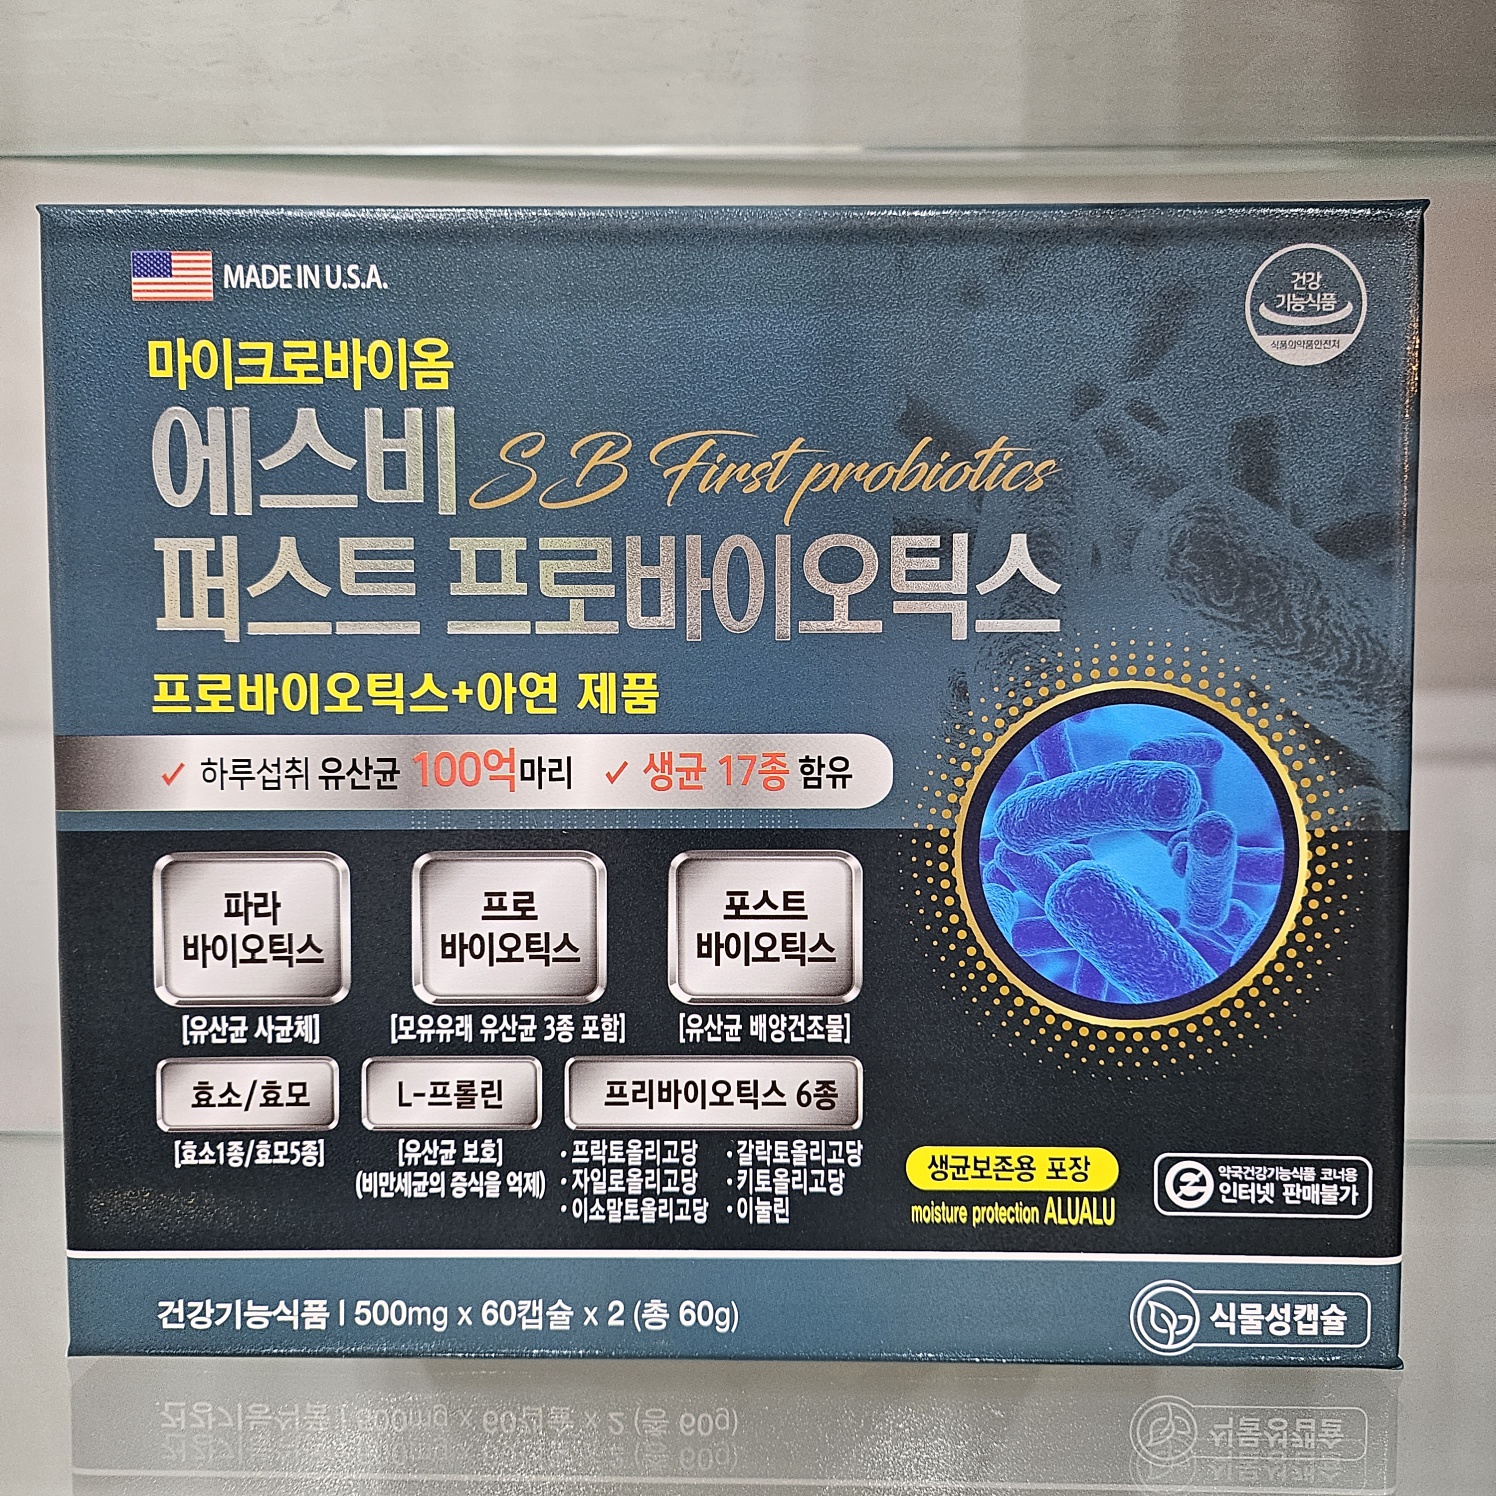 MADE IN U.S.A.
건강
기능식품
식품의약품안전처
마이크로바이옴
에스비 S B First probiotics
퍼스트 프로바이오틱스
프로바이오틱스+아연 제품
하루섭취 유산균 100억마리 생균 17종 함유
파라
바이오틱스
[유산균 사균체]
프로
바이오틱스
[모유유래 유산균 3종 포함]
포스트
바이오틱스
[유산균 배양건조물]
효소/효모
[효소1종/효모5종]
L-프롤린
[유산균 보호]
(비만세균의 증식을 억제)
프리바이오틱스 6종
·프락토올리고당 ·갈락토올리고당
·자일로올리고당 ·키토올리고당
·이소말토올리고당 ·이눌린
생균보존용 포장
moisture protection ALUALU
약국건강기능식품 코너용
인터넷 판매불가
건강기능식품 | 500mg x 60캡슐 x 2 (총 60g)
식물성캡슐